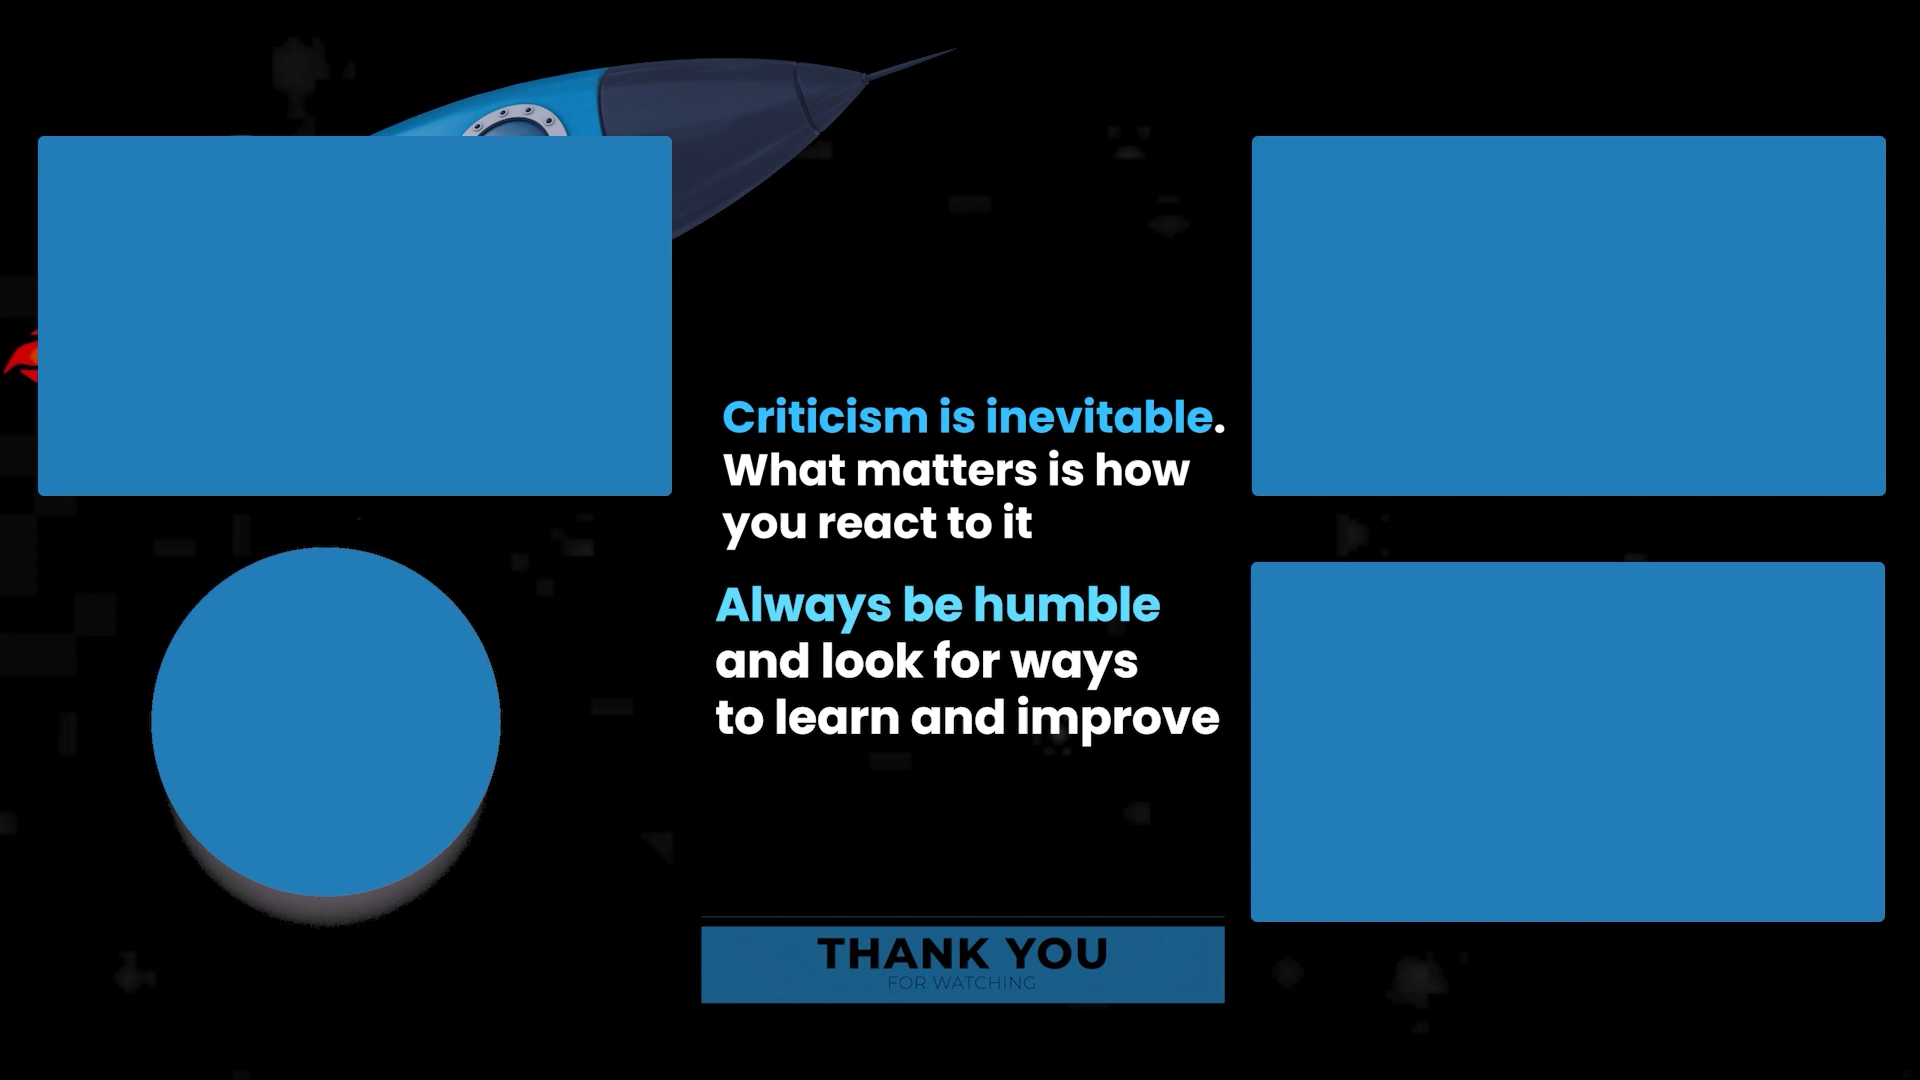 Criticism is inevitable.
What matters is how
you react to it
Always be humble
and look for ways
to learn and improve
THANK YOU
FOR WATCHING